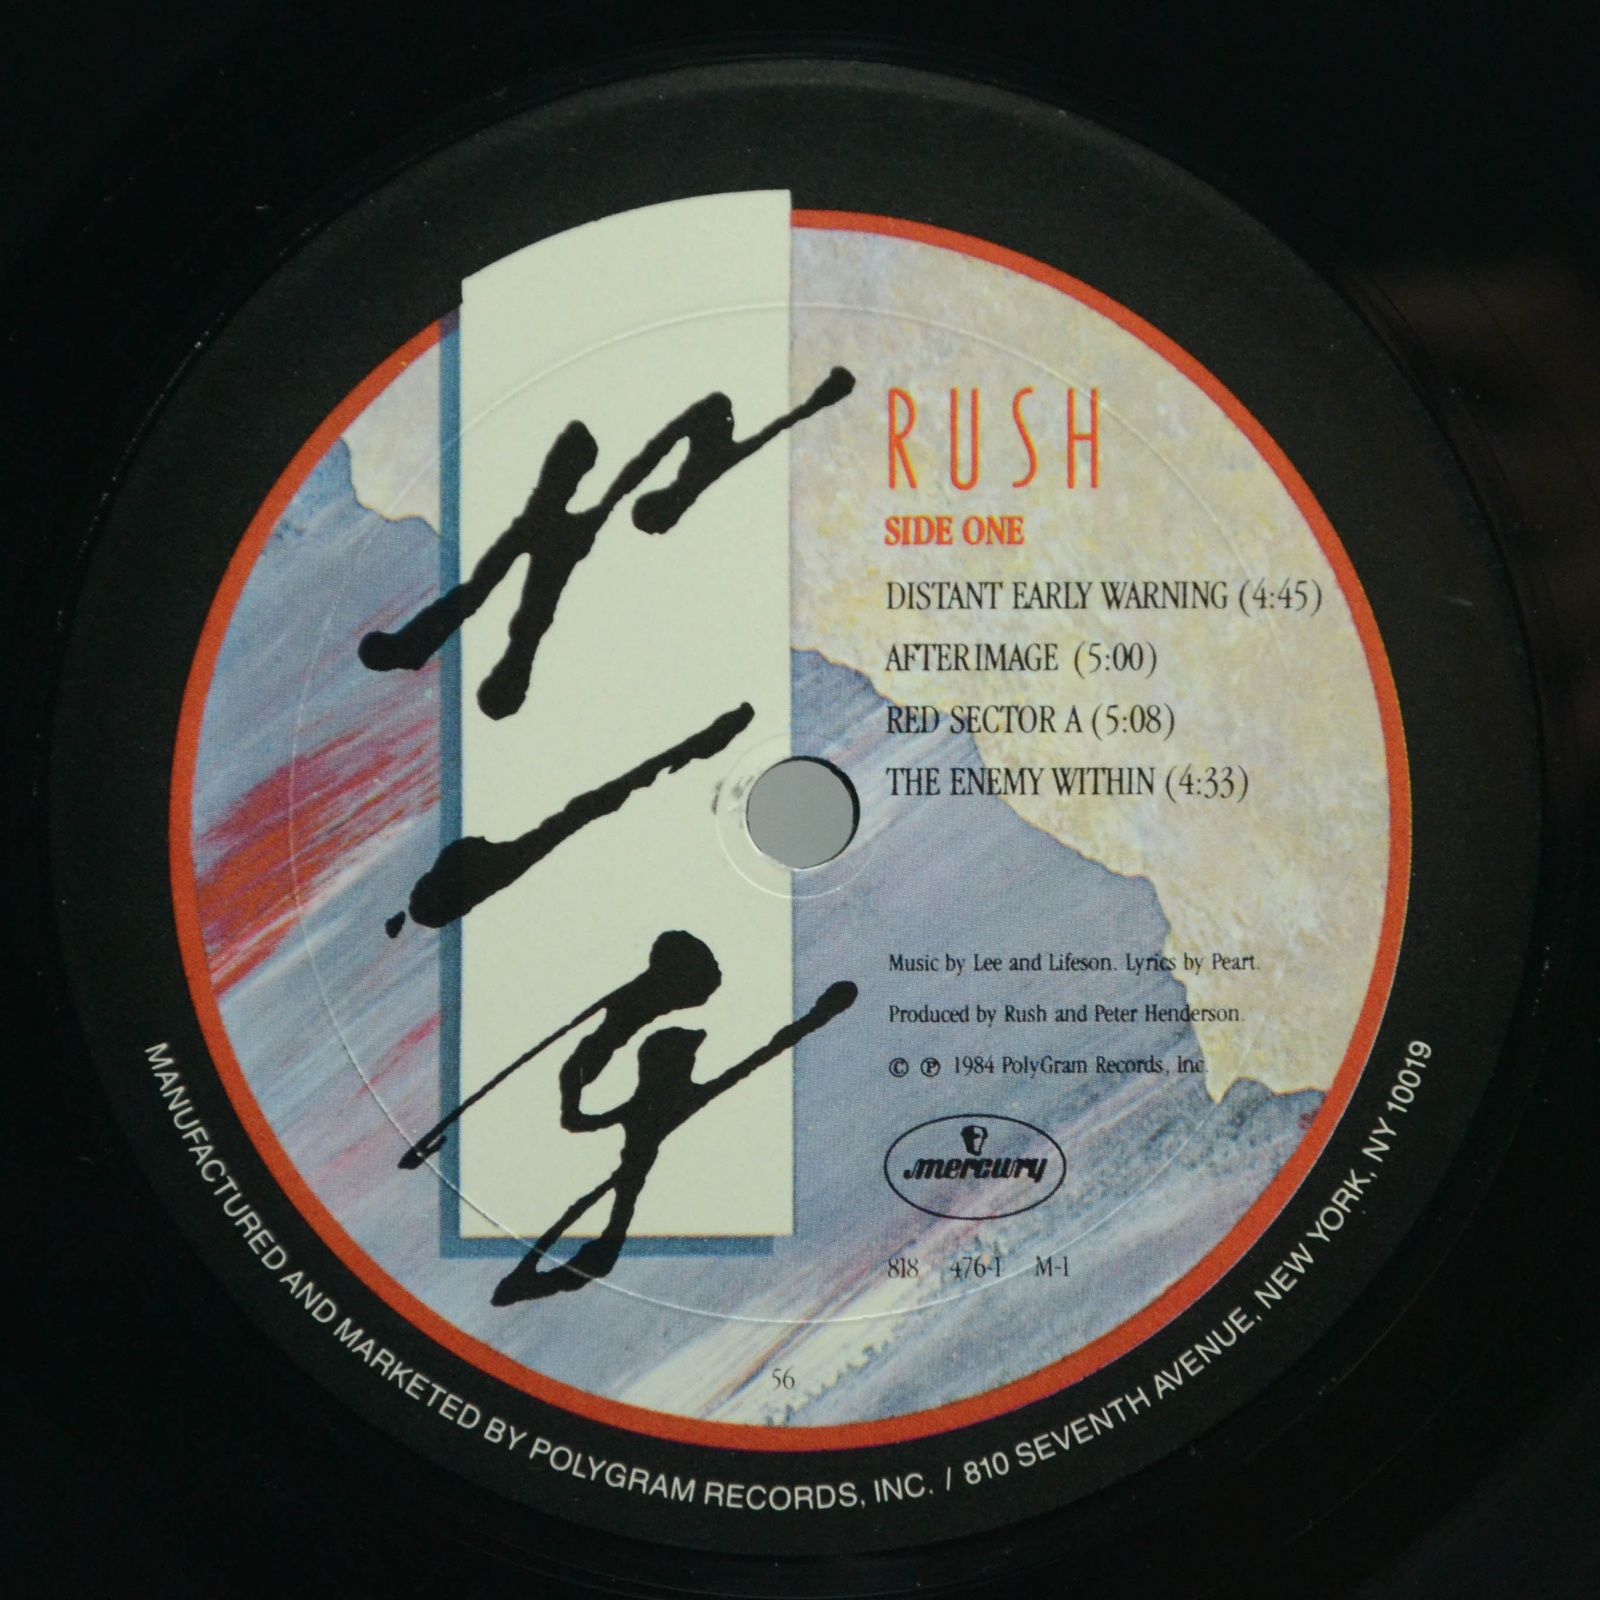 RUSH
SIDE ONE
DISTANT EARLY WARNING (4:45)
AFTERIMAGE (5:00)
RED SECTOR A (5:08)
THE ENEMY WITHIN (4:33)
Music by Lee and Lifeson. Lyrics by Peart.
Produced by Rush and Peter Henderson.
© ℗ 1984 PolyGram Records, Inc.
mercury
818 476-1 M-1
56
MANUFACTURED AND MARKETED BY POLYGRAM RECORDS, INC. / 810 SEVENTH AVENUE, NEW YORK, NY 10019